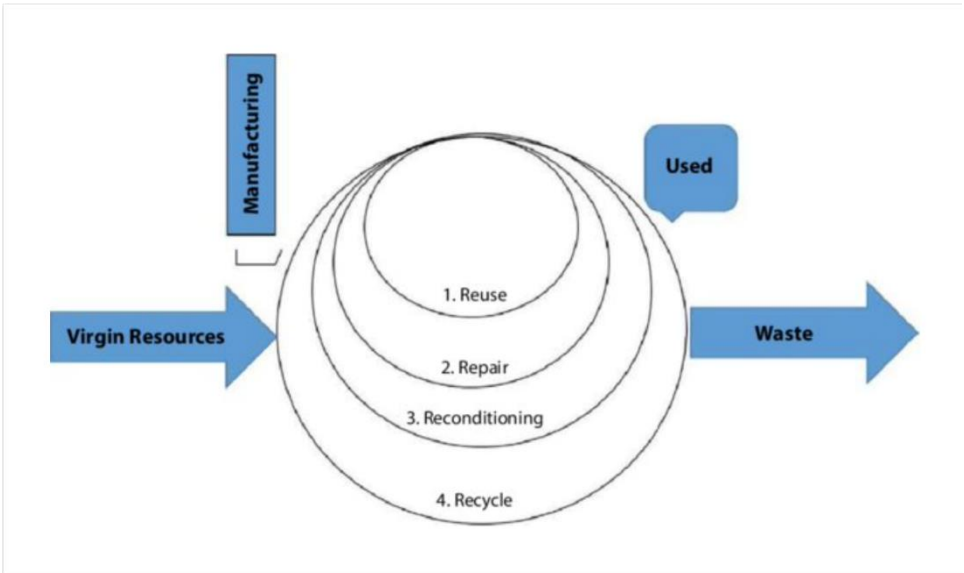 Manufacturing
Used
1. Reuse
Virgin Resources
Waste
2. Repair
3. Reconditioning
4. Recycle